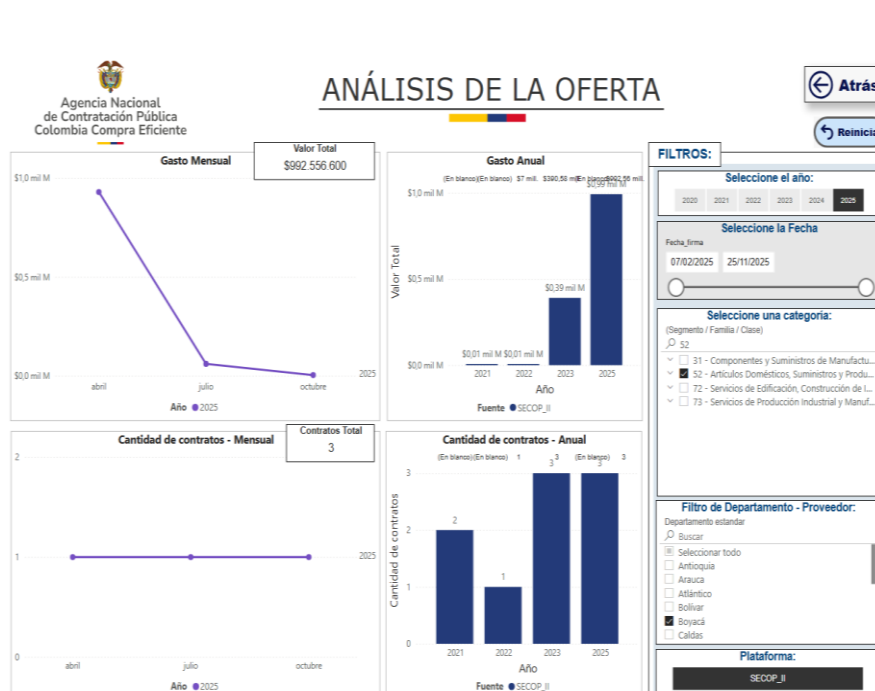 Agencia Nacional
de Contratación Pública
Colombia Compra Eficiente
ANÁLISIS DE LA OFERTA
Atrás
Reinicia
Gasto Mensual
Valor Total
$992.556.600
$1,0 mil M
$0,5 mil M
$0,0 mil M
abril
julio
octubre
2025
Año 2025
Gasto Anual
(En blanco)(En blanco) $7 mill. $390,58 mill.
$0,99 mil M
$1,0 mil M
$0,5 mil M
$0,0 mil M
Valor Total
$0,01 mil M $0,01 mil M
$0,39 mil M
2021 2022 2023 2025
Año
Fuente SECOP_II
Cantidad de contratos - Mensual
Contratos Total
3
2
1
0
abril
julio
octubre
2025
Año 2025
Cantidad de contratos - Anual
(En blanco)(En blanco) 1 3 (En blanco) 3
3
2
1
0
Cantidad de contratos
2
1
3
3
2021 2022 2023 2025
Año
Fuente SECOP_II
FILTROS:
Seleccione el año:
2020 2021 2022 2023 2024 2025
Seleccione la Fecha
Fecha_firma
07/02/2025 25/11/2025
Seleccione una categoria:
(Segmento / Familia / Clase)
52
31 - Componentes y Suministros de Manufactu...
52 - Artículos Domésticos, Suministros y Produ...
72 - Servicios de Edificación, Construcción de I...
73 - Servicios de Producción Industrial y Manuf...
Filtro de Departamento - Proveedor:
Departamento estandar
Buscar
Seleccionar todo
Antioquia
Arauca
Atlántico
Bolívar
Boyacá
Caldas
Plataforma:
SECOP_II